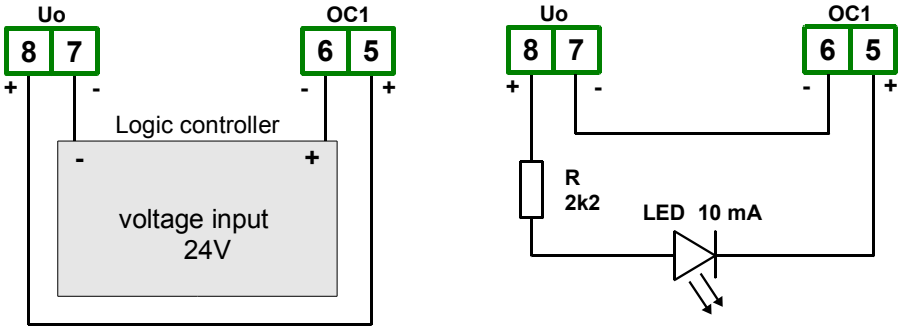 Uo OC1
8 7 6 5
+ - - +
Logic controller
- +
voltage input
24V
Uo OC1
8 7 6 5
+ - - +
R
2k2
LED 10 mA